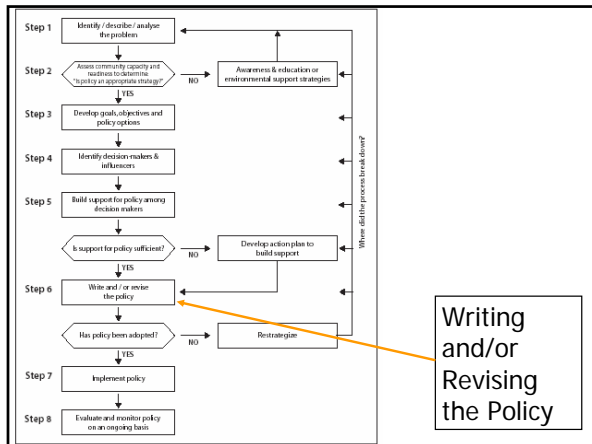 Step 1
Identify / describe / analyse
the problem
Step 2
Assess community capacity and
readiness to determine:
"Is policy an appropriate strategy?"
NO
Awareness & education or
environmental support strategies
YES
Step 3
Develop goals, objectives and
policy options
Step 4
Identify decision-makers &
influencers
Step 5
Build support for policy among
decision makers
Is support for policy sufficient?
NO
Develop action plan to
build support
YES
Step 6
Write and / or revise
the policy
Has policy been adopted?
NO
Restrategize
YES
Step 7
Implement policy
Step 8
Evaluate and monitor policy
on an ongoing basis
Where did the process break down?
Writing
and/or
Revising
the Policy